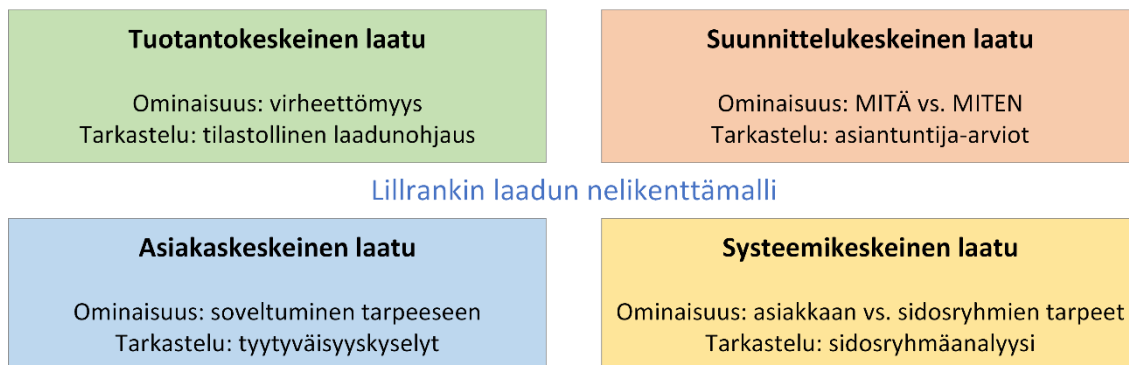 Tuotantokeskeinen laatu
Ominaisuus: virheettömyys
Tarkastelu: tilastollinen laadunohjaus
Suunnittelukeskeinen laatu
Ominaisuus: MITÄ vs. MITEN
Tarkastelu: asiantuntija-arviot
Lillrankin laadun nelikenttämalli
Asiakaskeskeinen laatu
Ominaisuus: soveltuminen tarpeeseen
Tarkastelu: tyytyväisyyskyselyt
Systeemikeskeinen laatu
Ominaisuus: asiakkaan vs. sidosryhmien tarpeet
Tarkastelu: sidosryhmäanalyysi